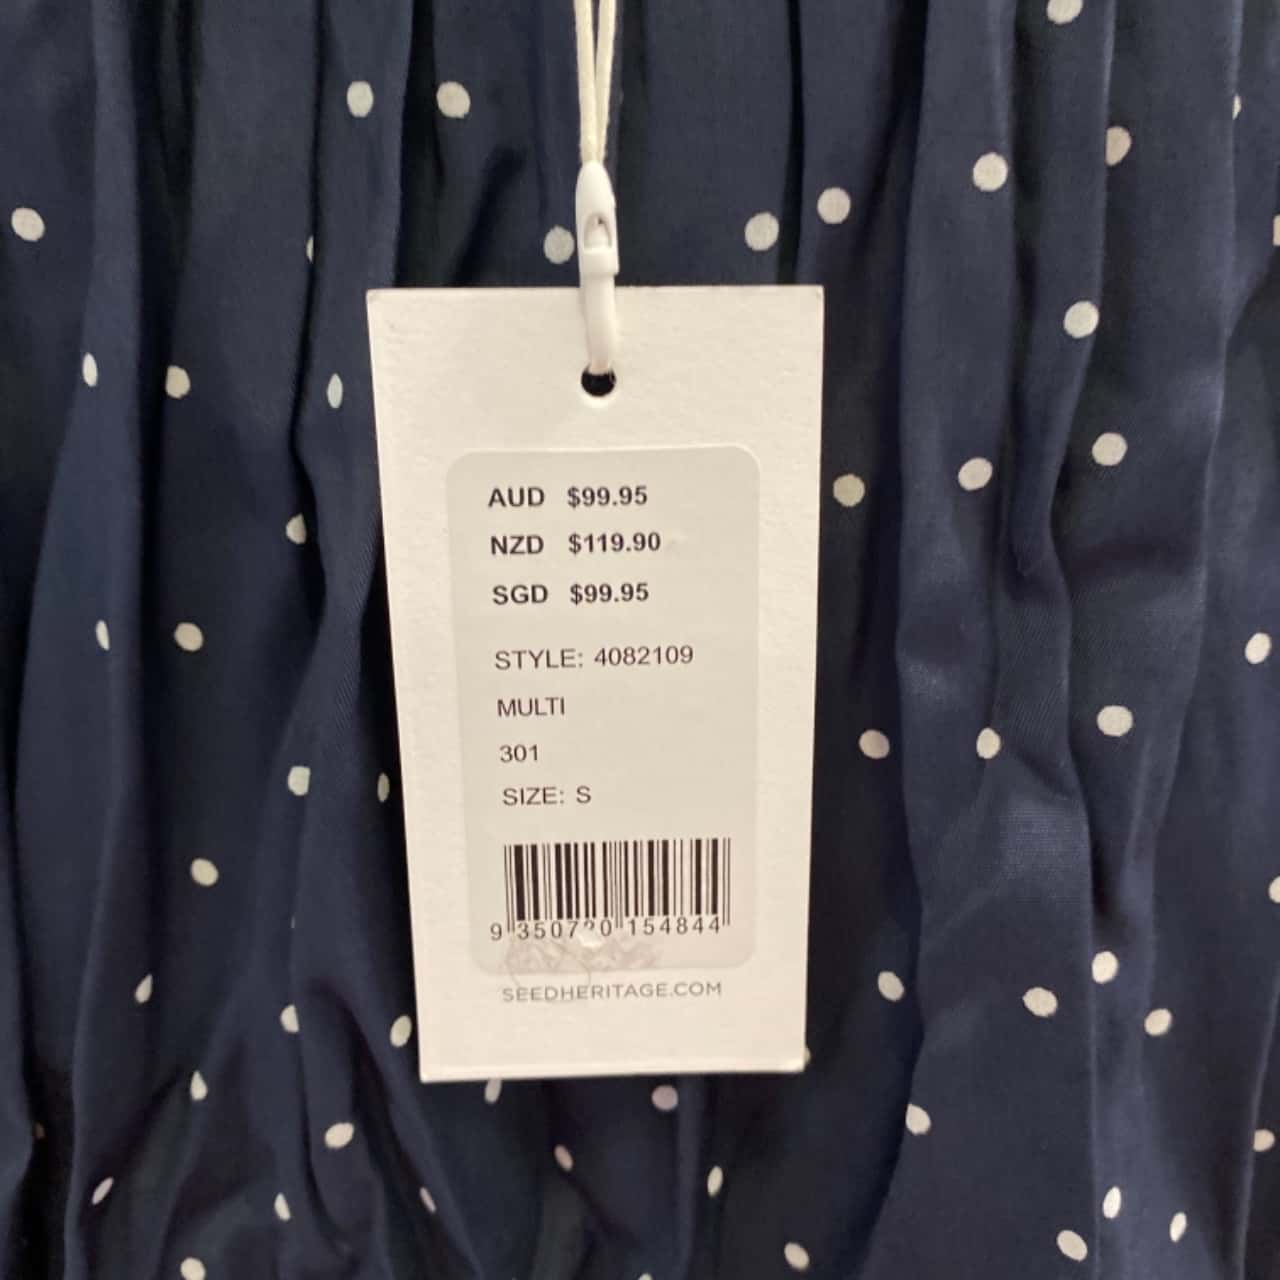 AUD $99.95
NZD $119.90
SGD $99.95
STYLE: 4082109
MULTI
301
SIZE: S
9 350720 154844
SEEDHERITAGE.COM